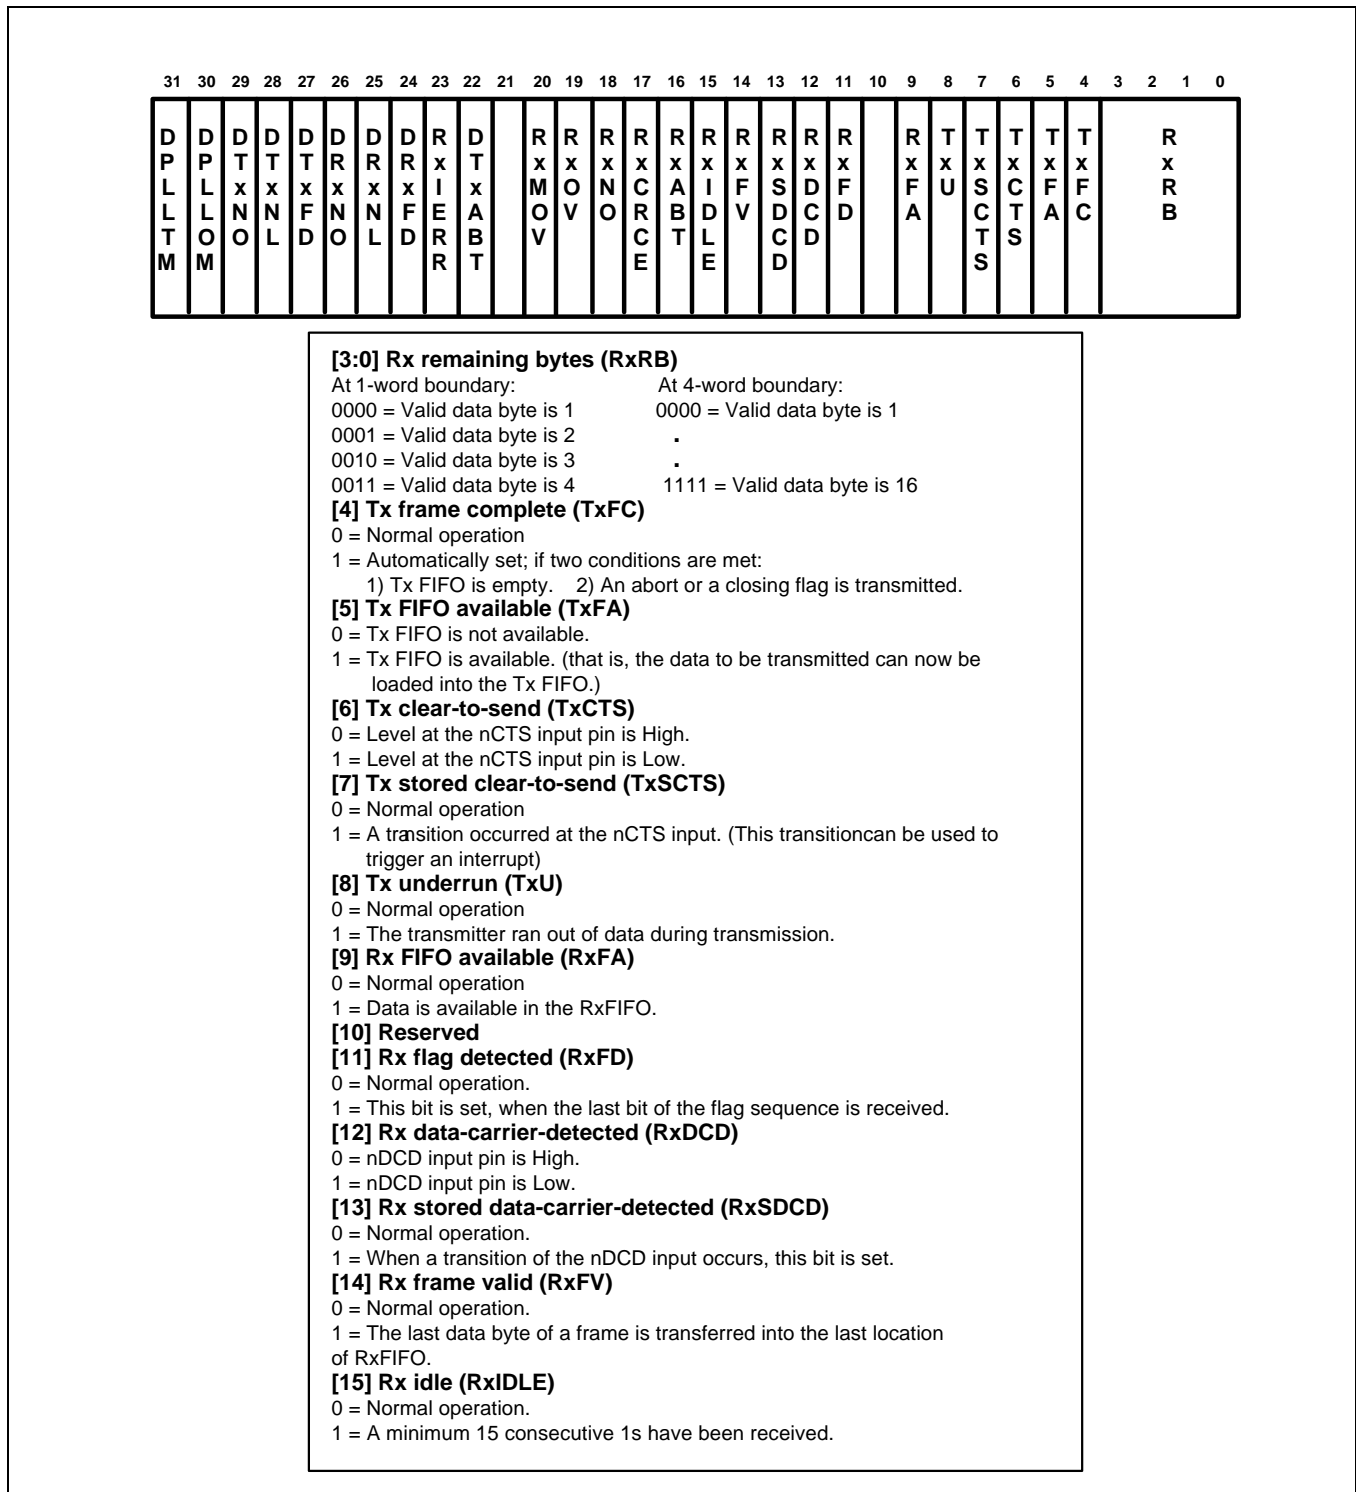 31 30 29 28 27 26 25 24 23 22 21 20 19 18 17 16 15 14 13 12 11 10 9 8 7 6 5 4 3 2 1 0
DPLLTM DPLLOM DTxNO DTxNL DTxFD DRxNO DRxNL DRxFD RxIERR DTxABT RxMOV RxOV RxNO RxCRCE RxABT RxIDLE RxFV RxSDCD RxDCD RxFD RxFA TxU TxSCTS TxCTS TxFA TxFC RxRB
[3:0] Rx remaining bytes (RxRB)
At 1-word boundary: At 4-word boundary:
0000 = Valid data byte is 1 0000 = Valid data byte is 1
0001 = Valid data byte is 2 .
0010 = Valid data byte is 3 .
0011 = Valid data byte is 4 1111 = Valid data byte is 16
[4] Tx frame complete (TxFC)
0 = Normal operation
1 = Automatically set; if two conditions are met:
1) Tx FIFO is empty. 2) An abort or a closing flag is transmitted.
[5] Tx FIFO available (TxFA)
0 = Tx FIFO is not available.
1 = Tx FIFO is available. (that is, the data to be transmitted can now be
loaded into the Tx FIFO.)
[6] Tx clear-to-send (TxCTS)
0 = Level at the nCTS input pin is High.
1 = Level at the nCTS input pin is Low.
[7] Tx stored clear-to-send (TxSCTS)
0 = Normal operation
1 = A transition occurred at the nCTS input. (This transitioncan be used to
trigger an interrupt)
[8] Tx underrun (TxU)
0 = Normal operation
1 = The transmitter ran out of data during transmission.
[9] Rx FIFO available (RxFA)
0 = Normal operation
1 = Data is available in the RxFIFO.
[10] Reserved
[11] Rx flag detected (RxFD)
0 = Normal operation.
1 = This bit is set, when the last bit of the flag sequence is received.
[12] Rx data-carrier-detected (RxDCD)
0 = nDCD input pin is High.
1 = nDCD input pin is Low.
[13] Rx stored data-carrier-detected (RxSDCD)
0 = Normal operation.
1 = When a transition of the nDCD input occurs, this bit is set.
[14] Rx frame valid (RxFV)
0 = Normal operation.
1 = The last data byte of a frame is transferred into the last location
of RxFIFO.
[15] Rx idle (RxIDLE)
0 = Normal operation.
1 = A minimum 15 consecutive 1s have been received.